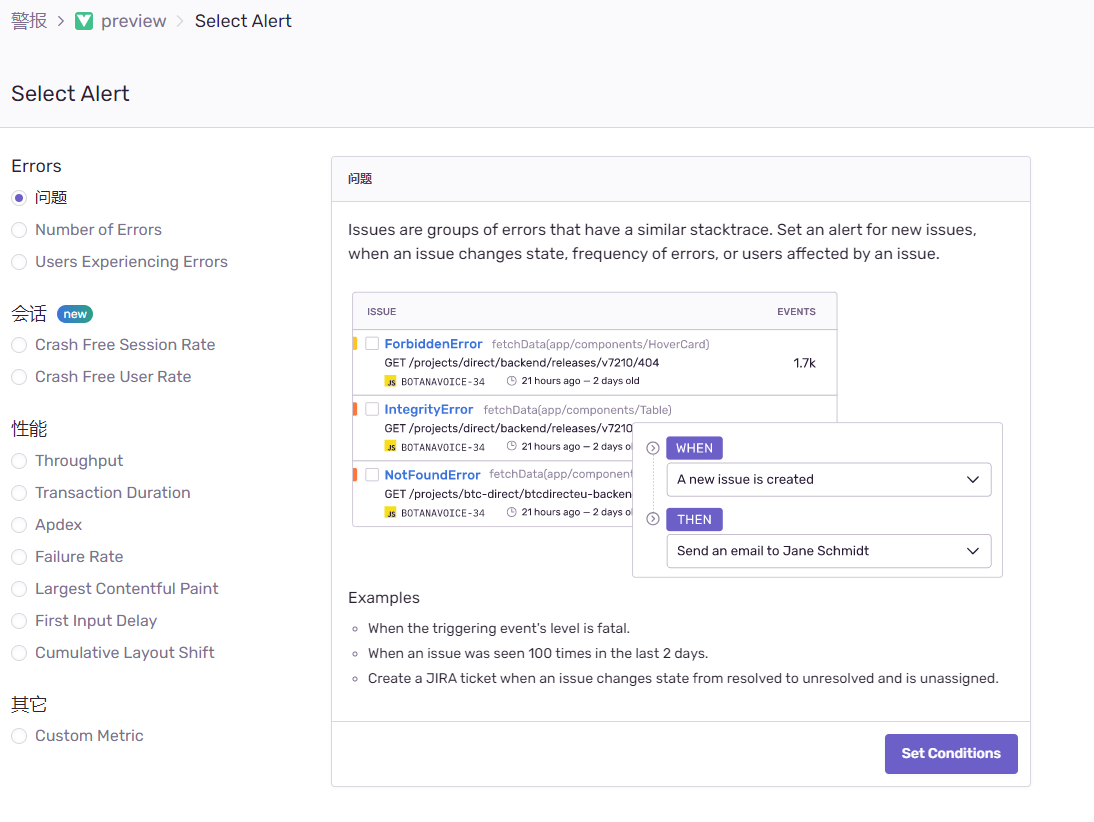 警报 > preview > Select Alert
Select Alert
Errors
问题
Number of Errors
Users Experiencing Errors
会话 new
Crash Free Session Rate
Crash Free User Rate
性能
Throughput
Transaction Duration
Apdex
Failure Rate
Largest Contentful Paint
First Input Delay
Cumulative Layout Shift
其它
Custom Metric
问题
Issues are groups of errors that have a similar stacktrace. Set an alert for new issues,
when an issue changes state, frequency of errors, or users affected by an issue.
ISSUE EVENTS
ForbiddenError fetchData(app/components/HoverCard)
GET /projects/direct/backend/releases/v7210/404 1.7k
JS BOTANAVOICE-34 21 hours ago — 2 days old
IntegrityError fetchData(app/components/Table)
GET /projects/direct/backend/releases/v7210
JS BOTANAVOICE-34 21 hours ago — 2 days ol
NotFoundError fetchData(app/component
GET /projects/btc-direct/btcdirecteu-backen
JS BOTANAVOICE-34 21 hours ago — 2 days ol
WHEN
A new issue is created
THEN
Send an email to Jane Schmidt
Examples
When the triggering event's level is fatal.
When an issue was seen 100 times in the last 2 days.
Create a JIRA ticket when an issue changes state from resolved to unresolved and is unassigned.
Set Conditions